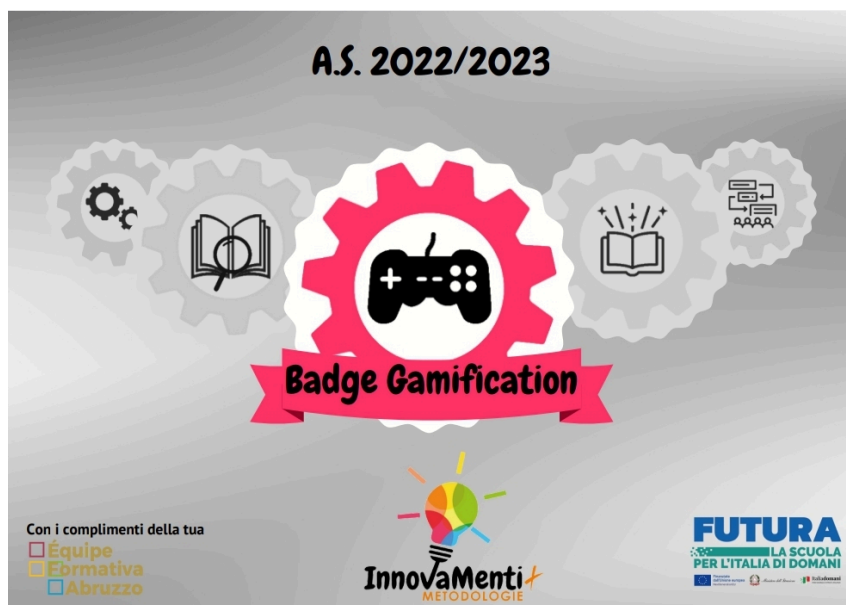 A.S. 2022/2023
Badge Gamification
Con i complimenti della tua
Équipe
Formativa
Abruzzo
InnovaMenti+
METODOLOGIE
FUTURA
LA SCUOLA
PER L'ITALIA DI DOMANI
Italiadomani